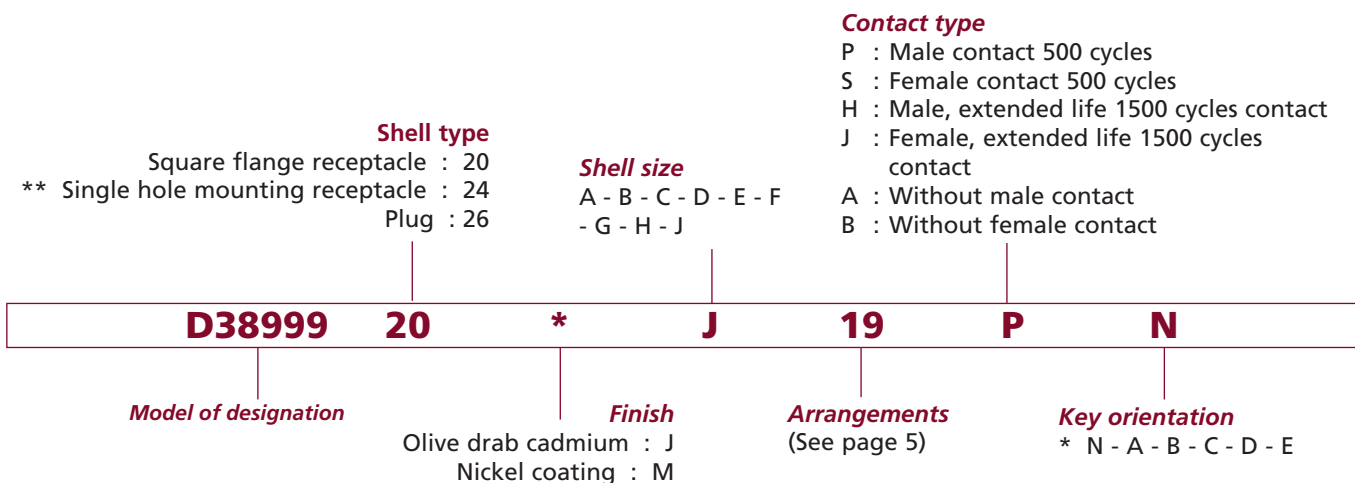 Contact type
P : Male contact 500 cycles
S : Female contact 500 cycles
H : Male, extended life 1500 cycles contact
J : Female, extended life 1500 cycles
contact
A : Without male contact
B : Without female contact
Shell type
Square flange receptacle : 20
** Single hole mounting receptacle : 24
Plug : 26
Shell size
A - B - C - D - E - F
- G - H - J
D38999 20 * J 19 P N
Model of designation
Finish
Olive drab cadmium : J
Nickel coating : M
Arrangements
(See page 5)
Key orientation
* N - A - B - C - D - E